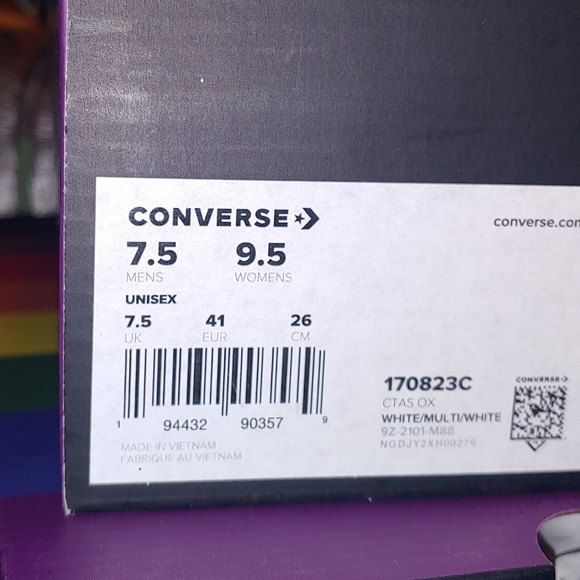 CONVERSE
converse.com
7.5 9.5
MENS WOMENS
UNISEX
7.5 41 26
UK EUR CM
1 94432 90357 9
MADE IN VIETNAM
FABRIQUE AU VIETNAM
170823C
CTAS OX
WHITE/MULTI/WHITE
9Z-2101-M88
NGDJY2XH00276
CONVERSE